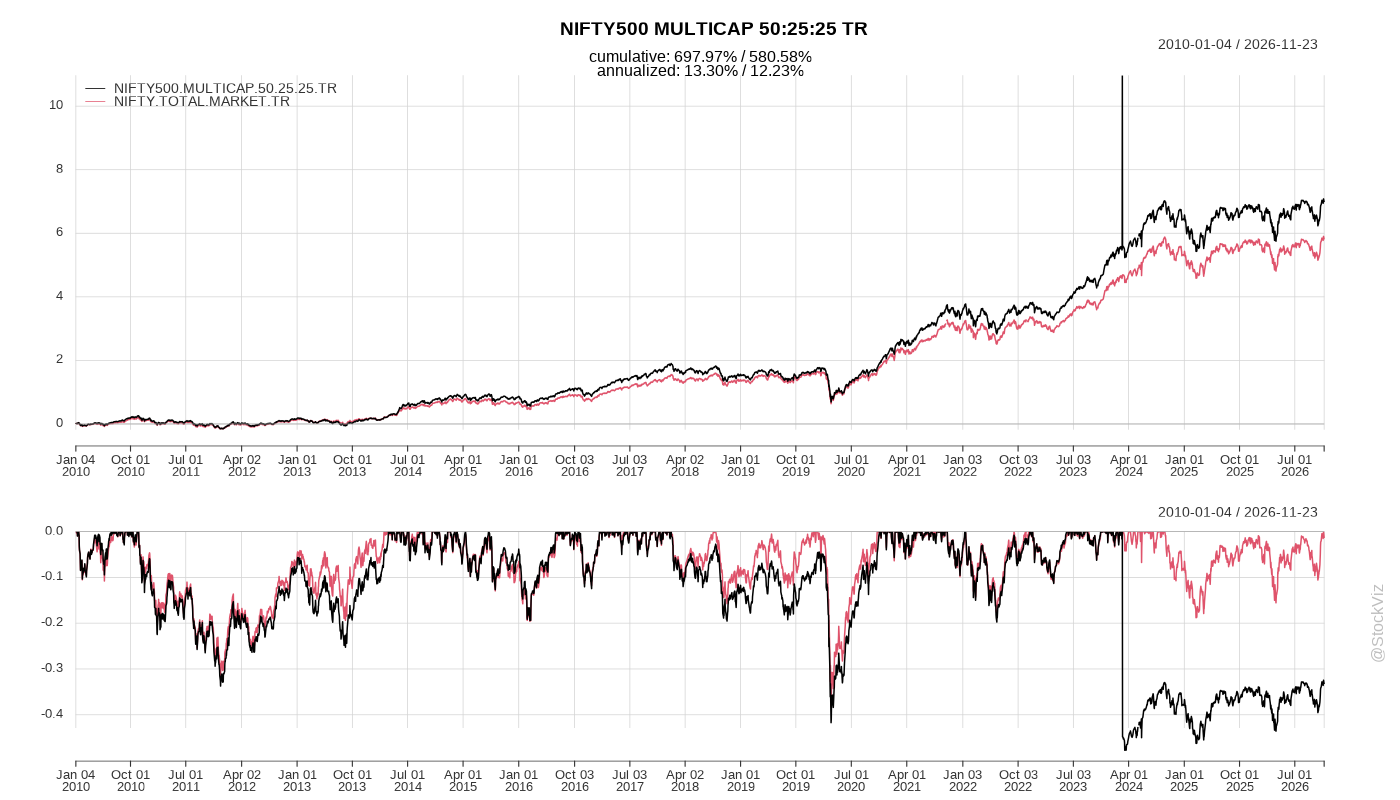 NIFTY500 MULTICAP 50:25:25 TR
cumulative: 697.97% / 580.58%
annualized: 13.30% / 12.23%
2010-01-04 / 2026-11-23
NIFTY500.MULTICAP.50.25.25.TR
NIFTY.TOTAL.MARKET.TR
10
8
6
4
2
0
Jan 04 Oct 01 Jul 01 Apr 02 Jan 01 Oct 01 Jul 01 Apr 01 Jan 01 Oct 03 Jul 03 Apr 02 Jan 01 Oct 01 Jul 01 Apr 01 Jan 03 Oct 03 Jul 03 Apr 01 Jan 01 Oct 01 Jul 01
2010 2010 2011 2012 2013 2013 2014 2015 2016 2016 2017 2018 2019 2019 2020 2021 2022 2022 2023 2024 2025 2025 2026
2010-01-04 / 2026-11-23
0.0
-0.1
-0.2
-0.3
-0.4
Jan 04 Oct 01 Jul 01 Apr 02 Jan 01 Oct 01 Jul 01 Apr 01 Jan 01 Oct 03 Jul 03 Apr 02 Jan 01 Oct 01 Jul 01 Apr 01 Jan 03 Oct 03 Jul 03 Apr 01 Jan 01 Oct 01 Jul 01
2010 2010 2011 2012 2013 2013 2014 2015 2016 2016 2017 2018 2019 2019 2020 2021 2022 2022 2023 2024 2025 2025 2026
@StockViz